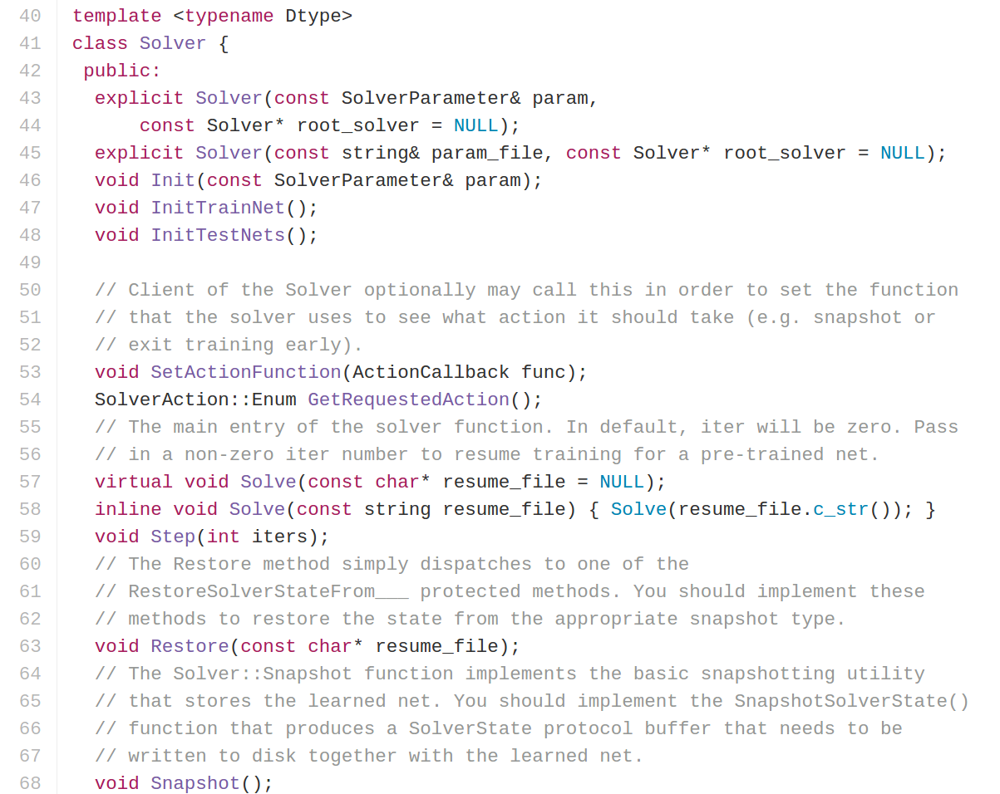 40 template <typename Dtype>
41 class Solver {
42  public:
43   explicit Solver(const SolverParameter& param,
44       const Solver* root_solver = NULL);
45   explicit Solver(const string& param_file, const Solver* root_solver = NULL);
46   void Init(const SolverParameter& param);
47   void InitTrainNet();
48   void InitTestNets();
49
50   // Client of the Solver optionally may call this in order to set the function
51   // that the solver uses to see what action it should take (e.g. snapshot or
52   // exit training early).
53   void SetActionFunction(ActionCallback func);
54   SolverAction::Enum GetRequestedAction();
55   // The main entry of the solver function. In default, iter will be zero. Pass
56   // in a non-zero iter number to resume training for a pre-trained net.
57   virtual void Solve(const char* resume_file = NULL);
58   inline void Solve(const string resume_file) { Solve(resume_file.c_str()); }
59   void Step(int iters);
60   // The Restore method simply dispatches to one of the
61   // RestoreSolverStateFrom___ protected methods. You should implement these
62   // methods to restore the state from the appropriate snapshot type.
63   void Restore(const char* resume_file);
64   // The Solver::Snapshot function implements the basic snapshotting utility
65   // that stores the learned net. You should implement the SnapshotSolverState()
66   // function that produces a SolverState protocol buffer that needs to be
67   // written to disk together with the learned net.
68   void Snapshot();